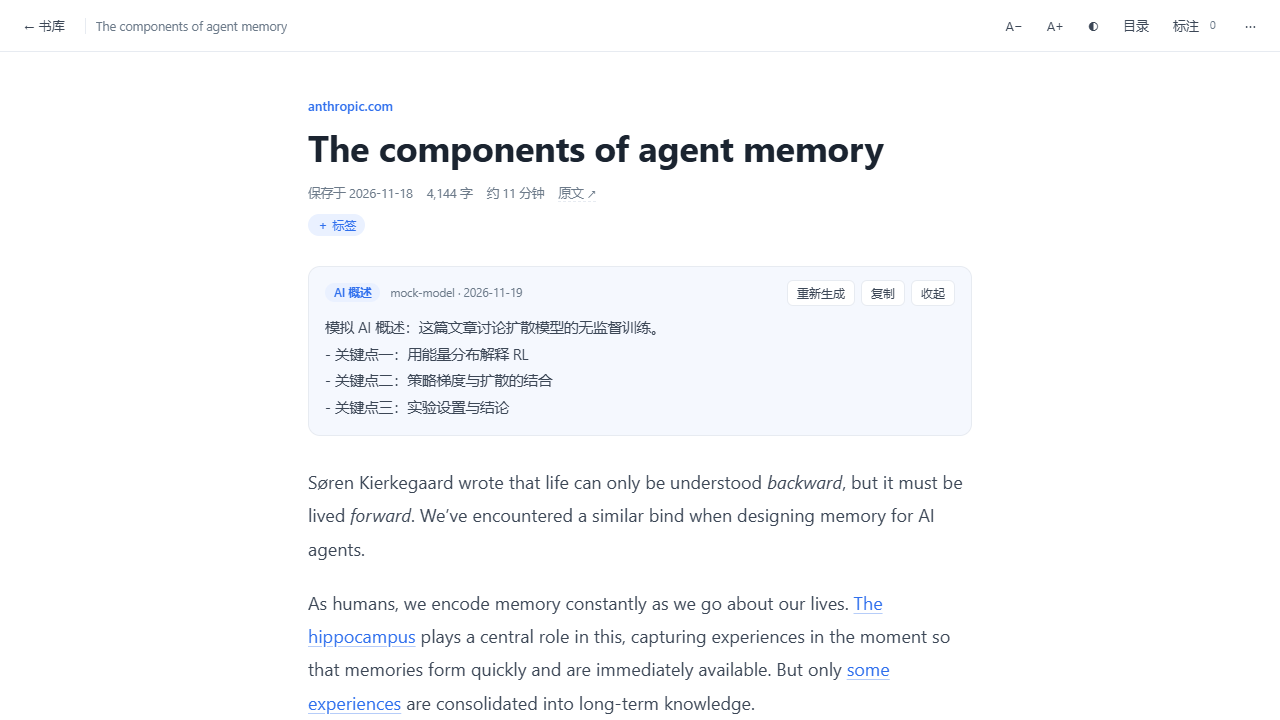 ← 书库 The components of agent memory A− A+ ◐ 目录 标注 0 ···
anthropic.com
The components of agent memory
保存于 2026-11-18 4,144 字 约 11 分钟 原文 ↗
+ 标签
AI 概述 mock-model · 2026-11-19 重新生成 复制 收起
模拟 AI 概述：这篇文章讨论扩散模型的无监督训练。
- 关键点一：用能量分布解释 RL
- 关键点二：策略梯度与扩散的结合
- 关键点三：实验设置与结论
Søren Kierkegaard wrote that life can only be understood backward, but it must be
lived forward. We’ve encountered a similar bind when designing memory for AI
agents.
As humans, we encode memory constantly as we go about our lives. The
hippocampus plays a central role in this, capturing experiences in the moment so
that memories form quickly and are immediately available. But only some
experiences are consolidated into long-term knowledge.